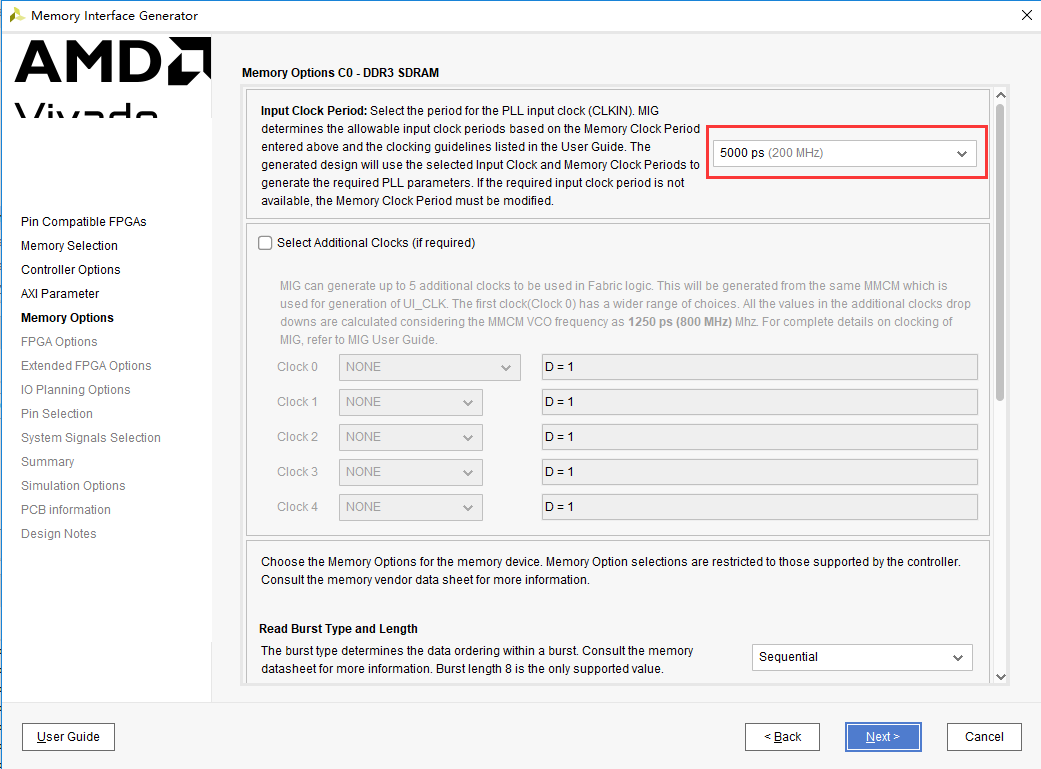 Memory Interface Generator
AMD
Vivado
Pin Compatible FPGAs
Memory Selection
Controller Options
AXI Parameter
Memory Options
FPGA Options
Extended FPGA Options
IO Planning Options
Pin Selection
System Signals Selection
Summary
Simulation Options
PCB information
Design Notes
Memory Options C0 - DDR3 SDRAM
Input Clock Period: Select the period for the PLL input clock (CLKIN). MIG
determines the allowable input clock periods based on the Memory Clock Period
entered above and the clocking guidelines listed in the User Guide. The
generated design will use the selected Input Clock and Memory Clock Periods to
generate the required PLL parameters. If the required input clock period is not
available, the Memory Clock Period must be modified.
5000 ps (200 MHz)
Select Additional Clocks (if required)
MIG can generate up to 5 additional clocks to be used in Fabric logic. This will be generated from the same MMCM which is
used for generation of UI_CLK. The first clock(Clock 0) has a wider range of choices. All the values in the additional clocks drop
downs are calculated considering the MMCM VCO frequency as 1250 ps (800 MHz) Mhz. For complete details on clocking of
MIG, refer to MIG User Guide.
Clock 0 NONE D = 1
Clock 1 NONE D = 1
Clock 2 NONE D = 1
Clock 3 NONE D = 1
Clock 4 NONE D = 1
Choose the Memory Options for the memory device. Memory Option selections are restricted to those supported by the controller.
Consult the memory vendor data sheet for more information.
Read Burst Type and Length
The burst type determines the data ordering within a burst. Consult the memory
datasheet for more information. Burst length 8 is the only supported value.
Sequential
User Guide
< Back
Next >
Cancel